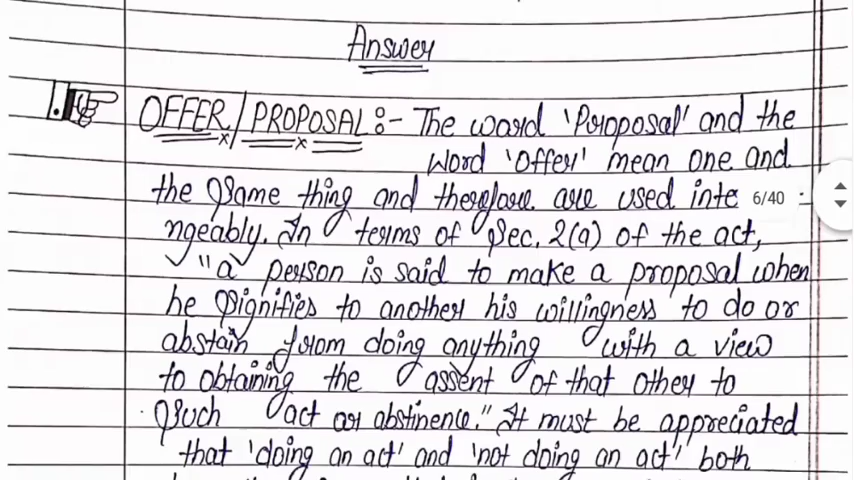 Answer
OFFER/PROPOSAL :- The word 'Proposal' and the
word 'offer' mean one and
the same thing and therefore are used inte
6/40
ngeably. In terms of Sec. 2(a) of the act,
"a person is said to make a proposal when
he signifies to another his willingness to do or
abstain from doing anything with a view
to obtaining the assent of that other to
such act or abstinence." It must be appreciated
that 'doing an act' and 'not doing an act' both